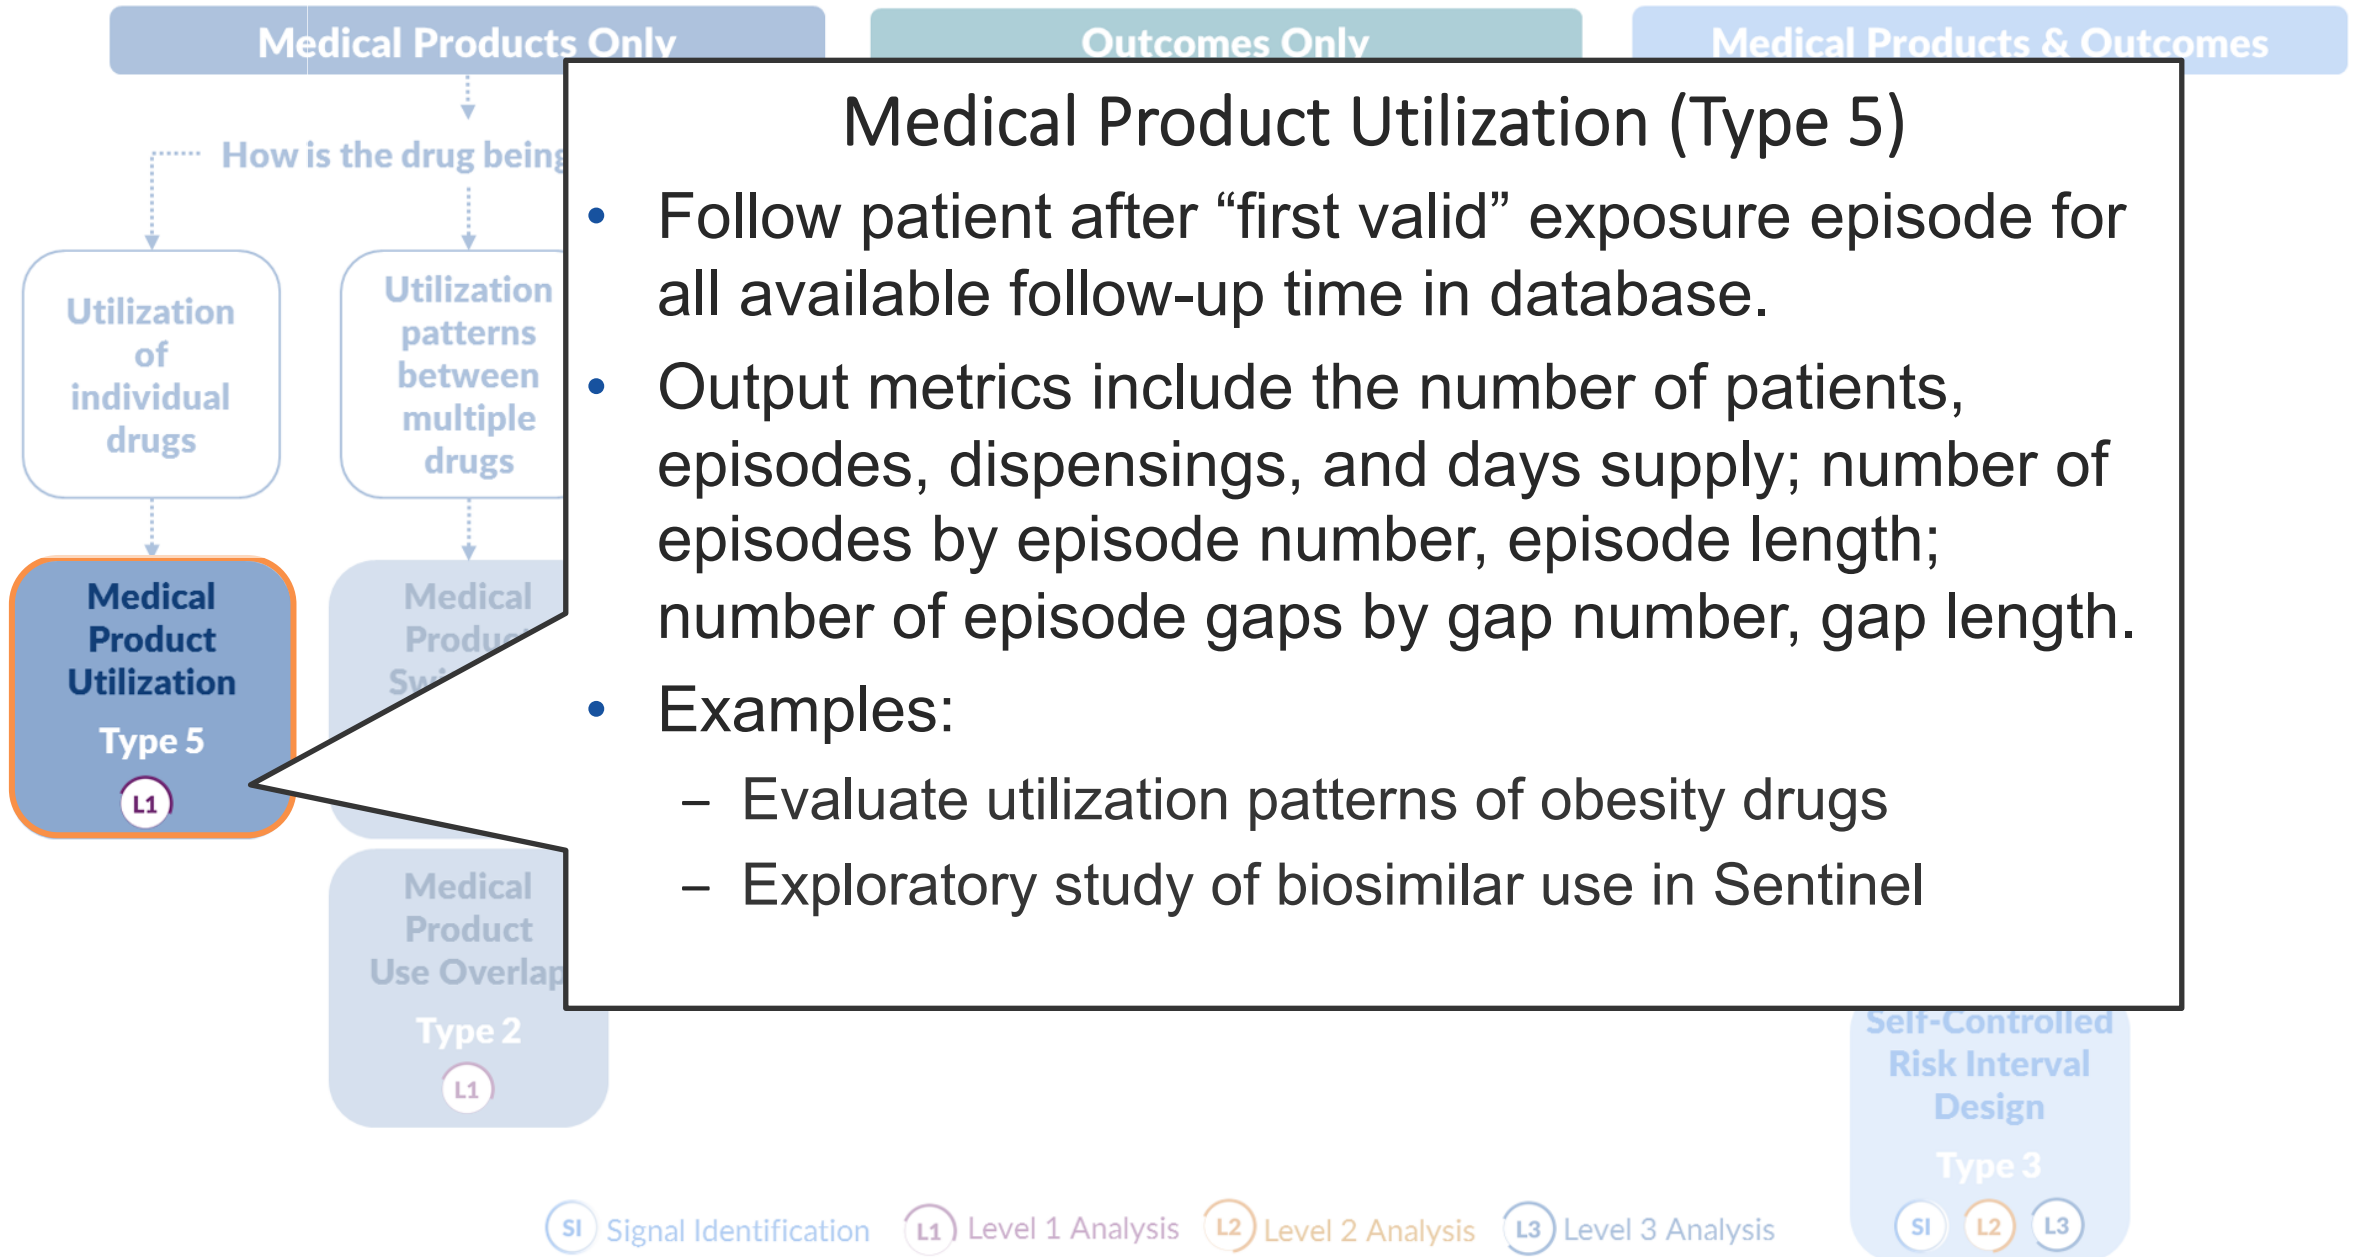 Medical Products Only
Outcomes Only
Medical Products & Outcomes
How is the drug being
Utilization
of
individual
drugs
Utilization
patterns
between
multiple
drugs
Medical
Product
Utilization
Type 5
L1
Medical
Product
Medical
Product
Use Overlap
Type 2
L1
Medical Product Utilization (Type 5)
• Follow patient after “first valid” exposure episode for
all available follow-up time in database.
• Output metrics include the number of patients,
episodes, dispensings, and days supply; number of
episodes by episode number, episode length;
number of episode gaps by gap number, gap length.
• Examples:
– Evaluate utilization patterns of obesity drugs
– Exploratory study of biosimilar use in Sentinel
Self-Controlled
Risk Interval
Design
Type 3
SI L2 L3
SI Signal Identification L1 Level 1 Analysis L2 Level 2 Analysis L3 Level 3 Analysis